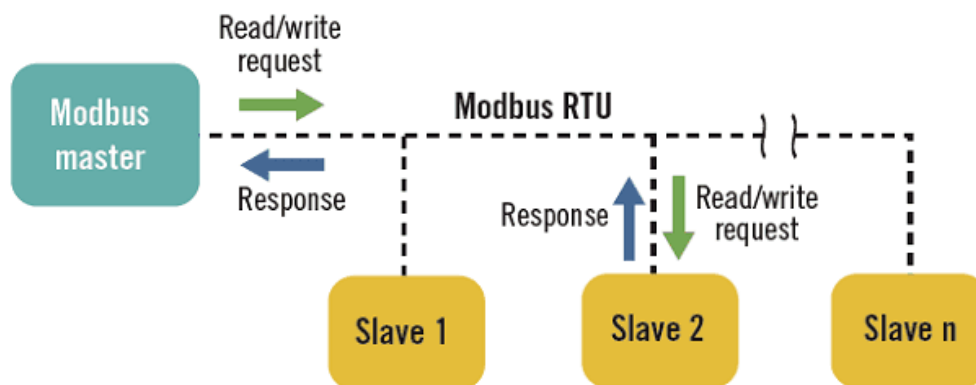 Read/write
request
Modbus
master
Modbus RTU
Response
Response
Read/write
request
Slave 1
Slave 2
Slave n